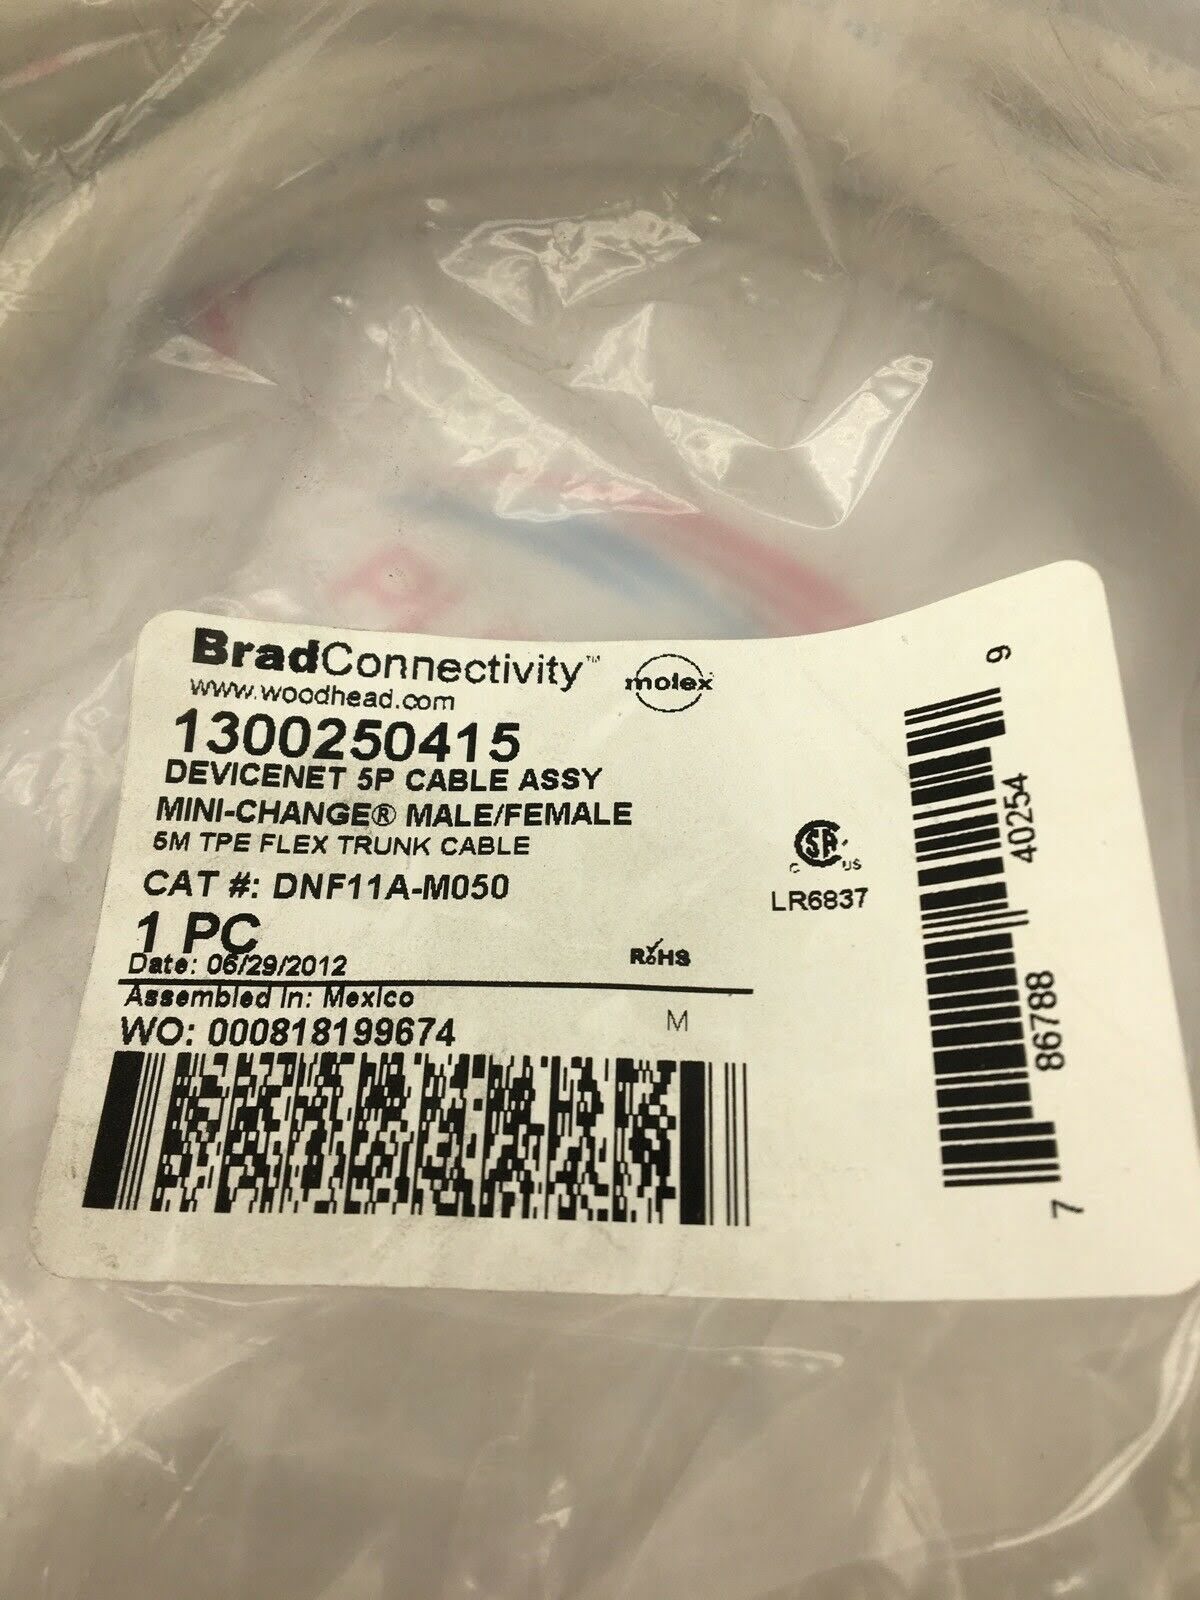 BradConnectivity™
molex
www.woodhead.com
1300250415
DEVICENET 5P CABLE ASSY
MINI-CHANGE® MALE/FEMALE
5M TPE FLEX TRUNK CABLE
CAT #: DNF11A-M050
1 PC
Date: 06/29/2012
RoHS
Assembled in: Mexico
WO: 000818199674
M
C US
LR6837
7 86788 40254 9